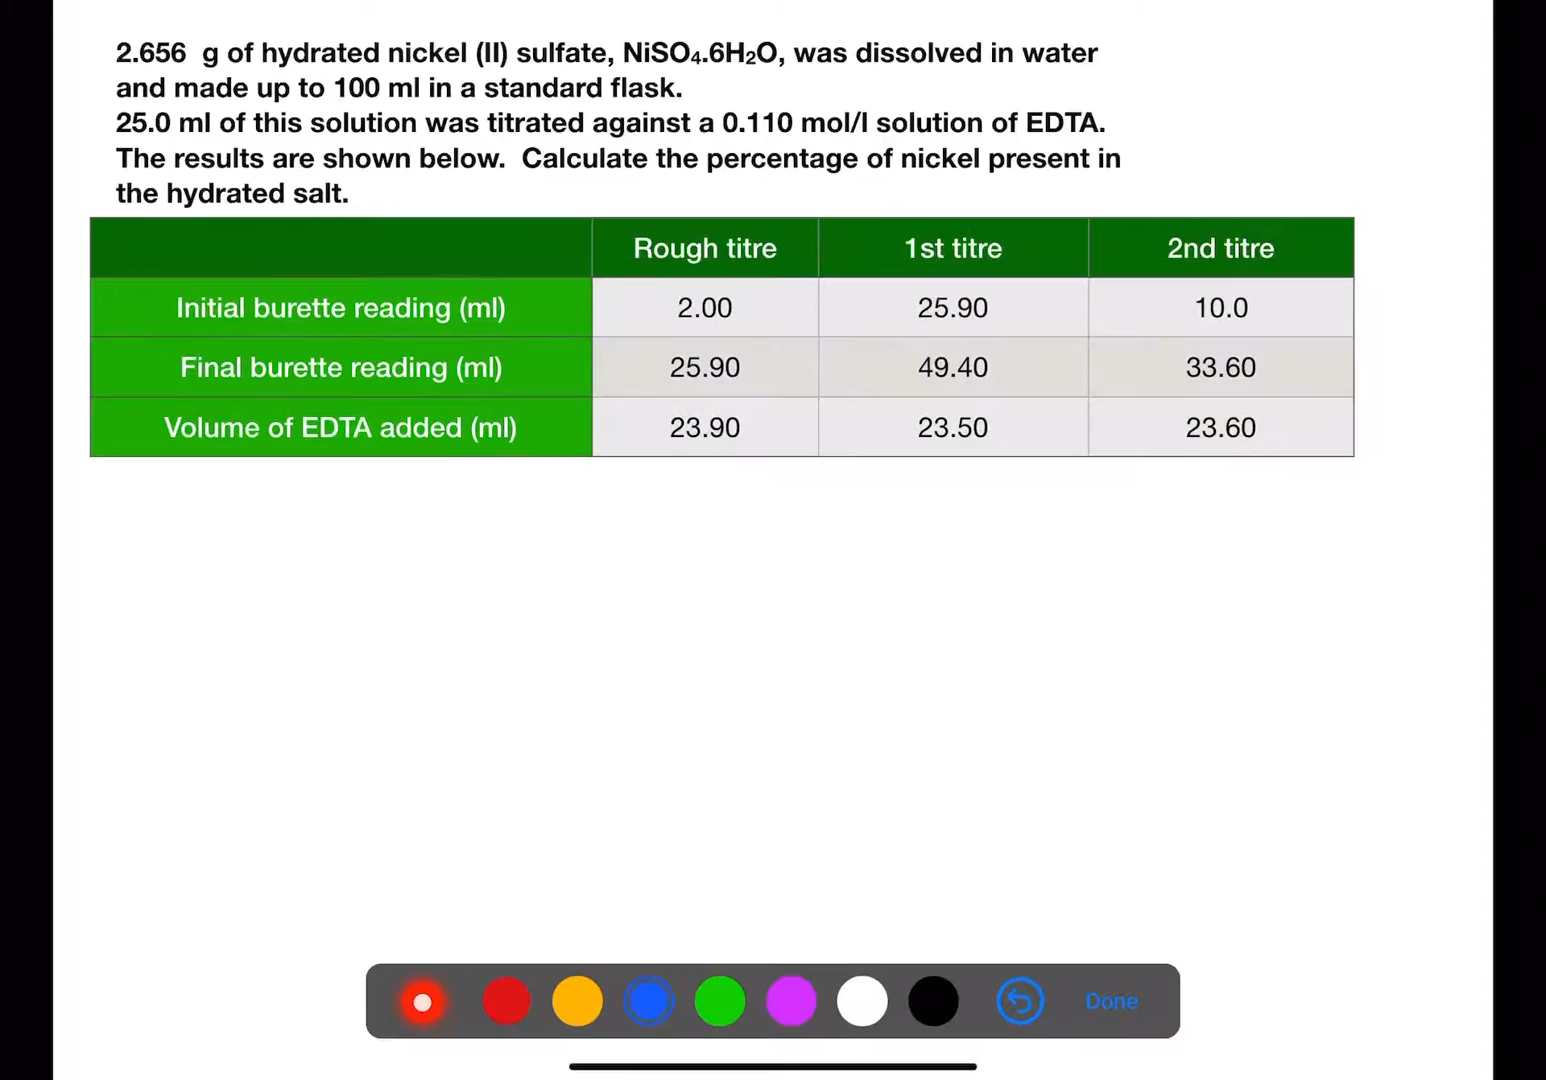 2.656  g of hydrated nickel (II) sulfate, NiSO₄.6H₂O, was dissolved in water
and made up to 100 ml in a standard flask.
25.0 ml of this solution was titrated against a 0.110 mol/l solution of EDTA.
The results are shown below.  Calculate the percentage of nickel present in
the hydrated salt.
Rough titre 1st titre 2nd titre
Initial burette reading (ml) 2.00 25.90 10.0
Final burette reading (ml) 25.90 49.40 33.60
Volume of EDTA added (ml) 23.90 23.50 23.60
Done